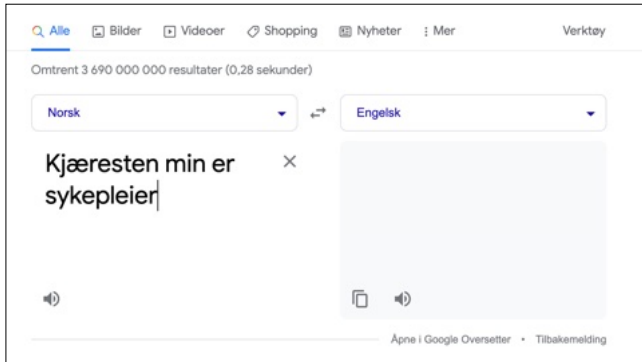 Alle Bilder Videoer Shopping Nyheter Mer Verktøy
Omtrent 3 690 000 000 resultater (0,28 sekunder)
Norsk Engelsk
Kjæresten min er
sykepleier
Åpne i Google Oversetter • Tilbakemelding